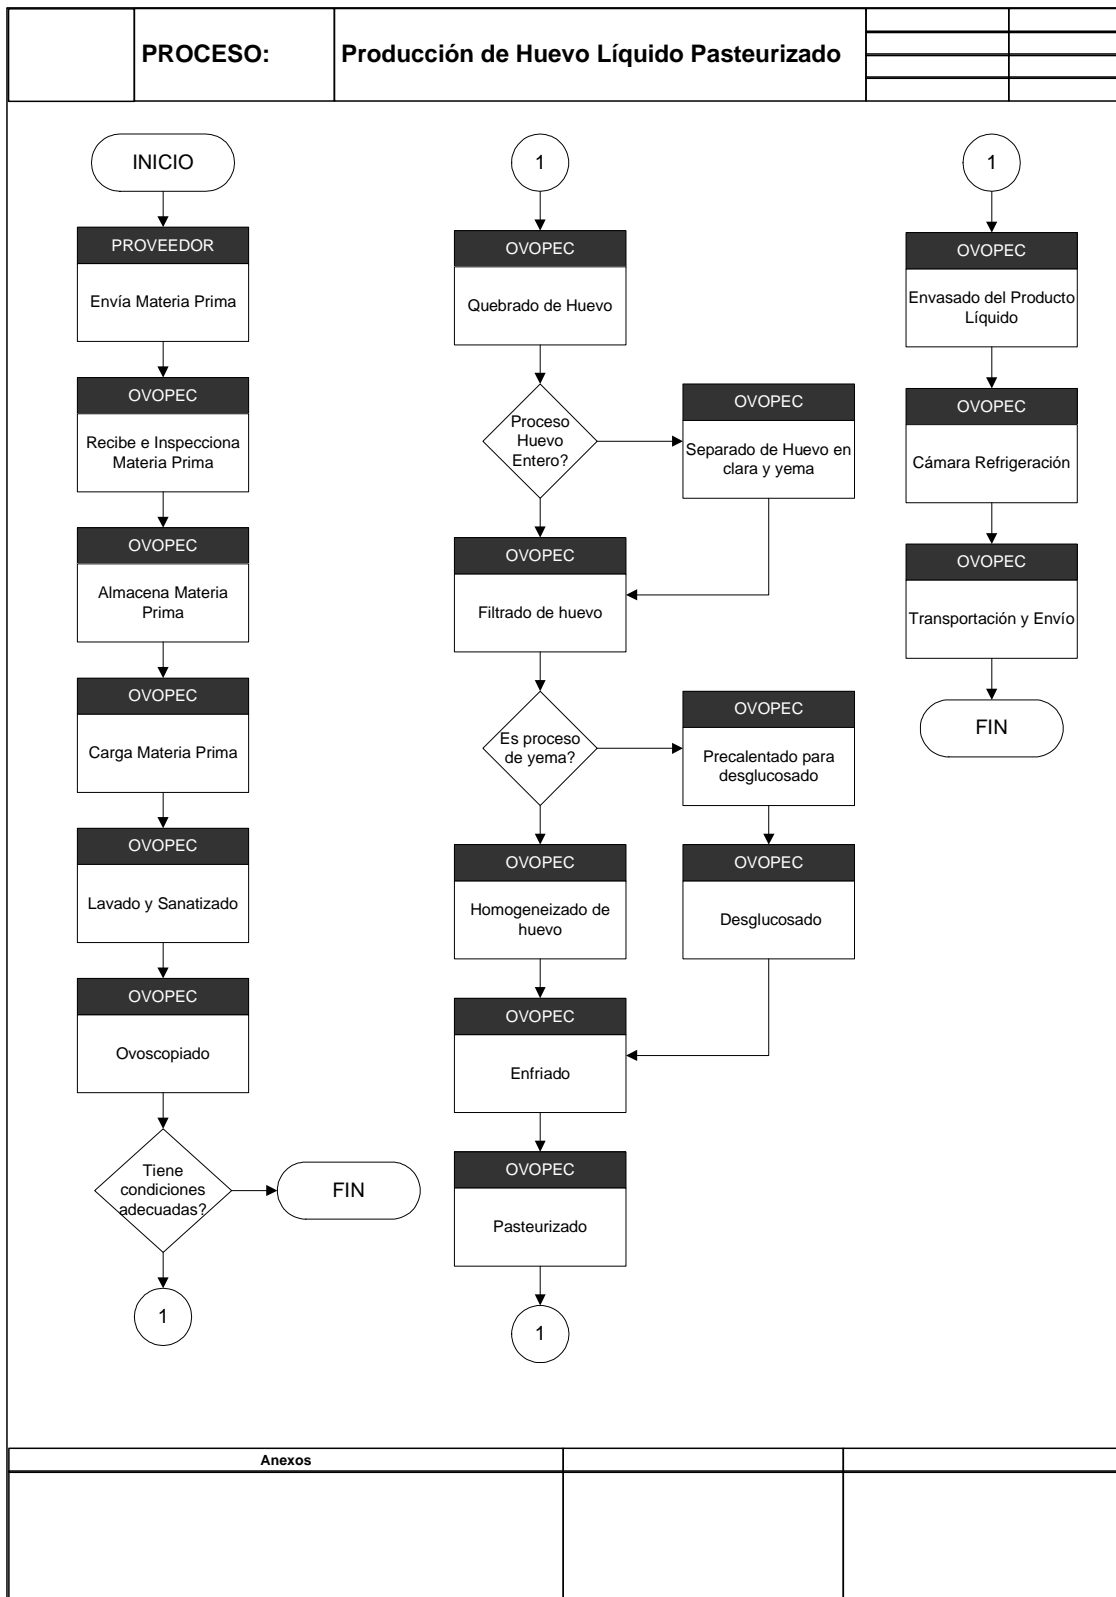 PROCESO:
Producción de Huevo Líquido Pasteurizado
INICIO
PROVEEDOR
Envía Materia Prima
OVOPEC
Recibe e Inspecciona
Materia Prima
OVOPEC
Almacena Materia
Prima
OVOPEC
Carga Materia Prima
OVOPEC
Lavado y Sanatizado
OVOPEC
Ovoscopiado
Tiene
condiciones
adecuadas?
FIN
1
1
OVOPEC
Quebrado de Huevo
Proceso
Huevo
Entero?
OVOPEC
Separado de Huevo en
clara y yema
OVOPEC
Filtrado de huevo
Es proceso
de yema?
OVOPEC
Precalentado para
desglucosado
OVOPEC
Homogeneizado de
huevo
OVOPEC
Desglucosado
OVOPEC
Enfriado
OVOPEC
Pasteurizado
1
1
OVOPEC
Envasado del Producto
Líquido
OVOPEC
Cámara Refrigeración
OVOPEC
Transportación y Envío
FIN
Anexos